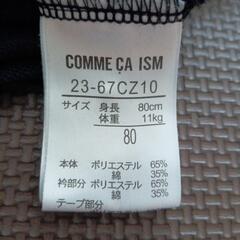 COMME ÇA ISM
23-67CZ10
サイズ 身長 80cm
体重 11kg
80
本体 ポリエステル 65%
綿 35%
衿部分 ポリエステル 65%
綿 35%
テープ部分